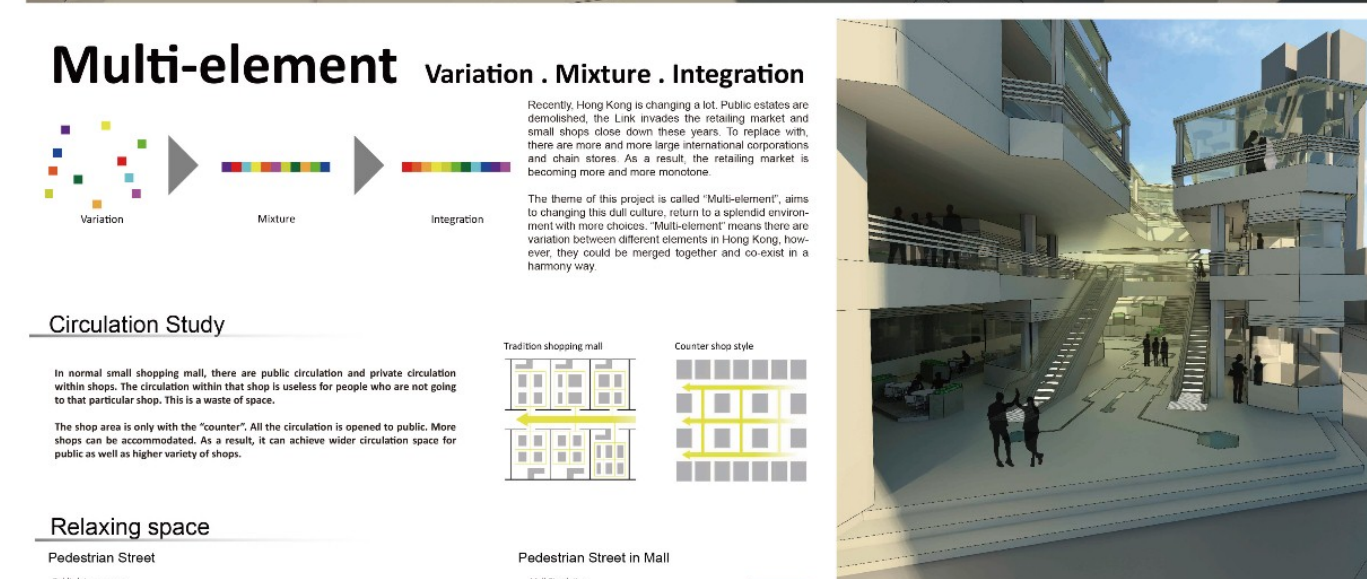 Multi-element Variation . Mixture . Integration
Recently, Hong Kong is changing a lot. Public estates are
demolished, the Link invades the retailing market and
small shops close down these years. To replace with,
there are more and more large international corporations
and chain stores. As a result, the retailing market is
becoming more and more monotone.
The theme of this project is called “Multi-element”, aims
to changing this dull culture, return to a splendid environ-
ment with more choices. “Multi-element” means there are
variation between different elements in Hong Kong, how-
ever, they could be merged together and co-exist in a
harmony way.
Variation
Mixture
Integration
Circulation Study
In normal small shopping mall, there are public circulation and private circulation
within shops. The circulation within that shop is useless for people who are not going
to that particular shop. This is a waste of space.
The shop area is only with the “counter”. All the circulation is opened to public. More
shops can be accommodated. As a result, it can achieve wider circulation space for
public as well as higher variety of shops.
Tradition shopping mall
Counter shop style
Relaxing space
Pedestrian Street
Pedestrian Street in Mall